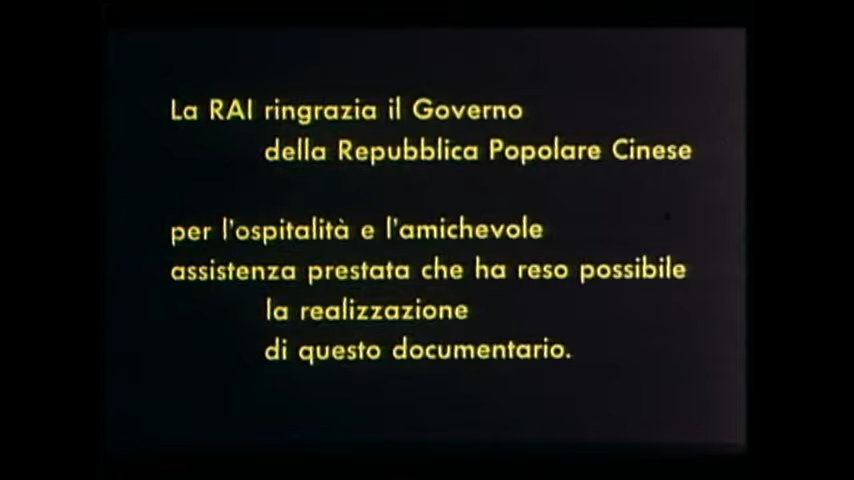 La RAI ringrazia il Governo
della Repubblica Popolare Cinese
per l'ospitalità e l'amichevole
assistenza prestata che ha reso possibile
la realizzazione
di questo documentario.